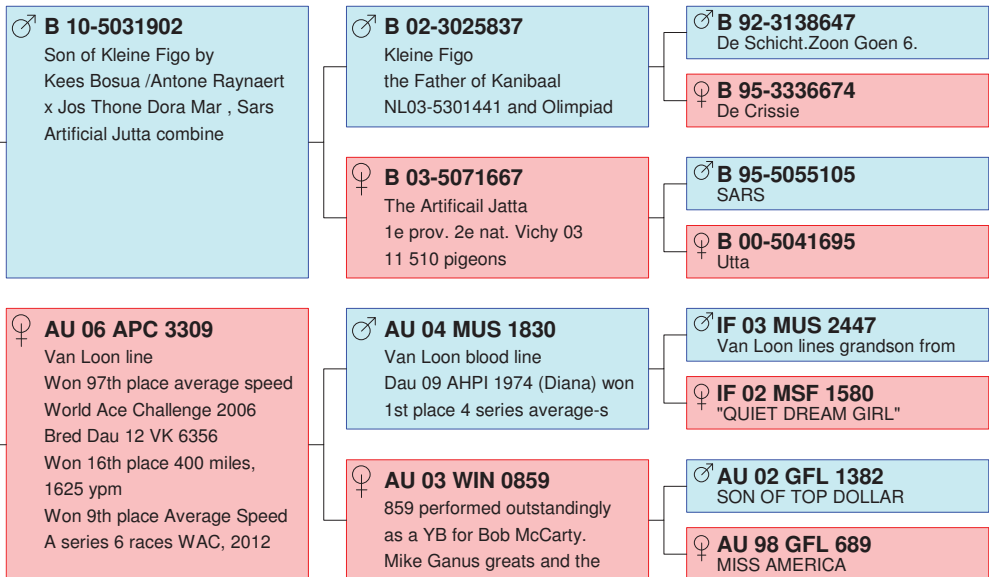 B 10-5031902
Son of Kleine Figo by
Kees Bosua /Antone Raynaert
x Jos Thone Dora Mar , Sars
Artificial Jutta combine
B 02-3025837
Kleine Figo
the Father of Kanibaal
NL03-5301441 and Olimpiad
B 92-3138647
De Schicht.Zoon Goen 6.
B 95-3336674
De Crissie
B 03-5071667
The Artificail Jatta
1e prov. 2e nat. Vichy 03
11 510 pigeons
B 95-5055105
SARS
B 00-5041695
Utta
AU 06 APC 3309
Van Loon line
Won 97th place average speed
World Ace Challenge 2006
Bred Dau 12 VK 6356
Won 16th place 400 miles,
1625 ypm
Won 9th place Average Speed
A series 6 races WAC, 2012
AU 04 MUS 1830
Van Loon blood line
Dau 09 AHPI 1974 (Diana) won
1st place 4 series average-s
IF 03 MUS 2447
Van Loon lines grandson from
IF 02 MSF 1580
"QUIET DREAM GIRL"
AU 03 WIN 0859
859 performed outstandingly
as a YB for Bob McCarty.
Mike Ganus greats and the
AU 02 GFL 1382
SON OF TOP DOLLAR
AU 98 GFL 689
MISS AMERICA